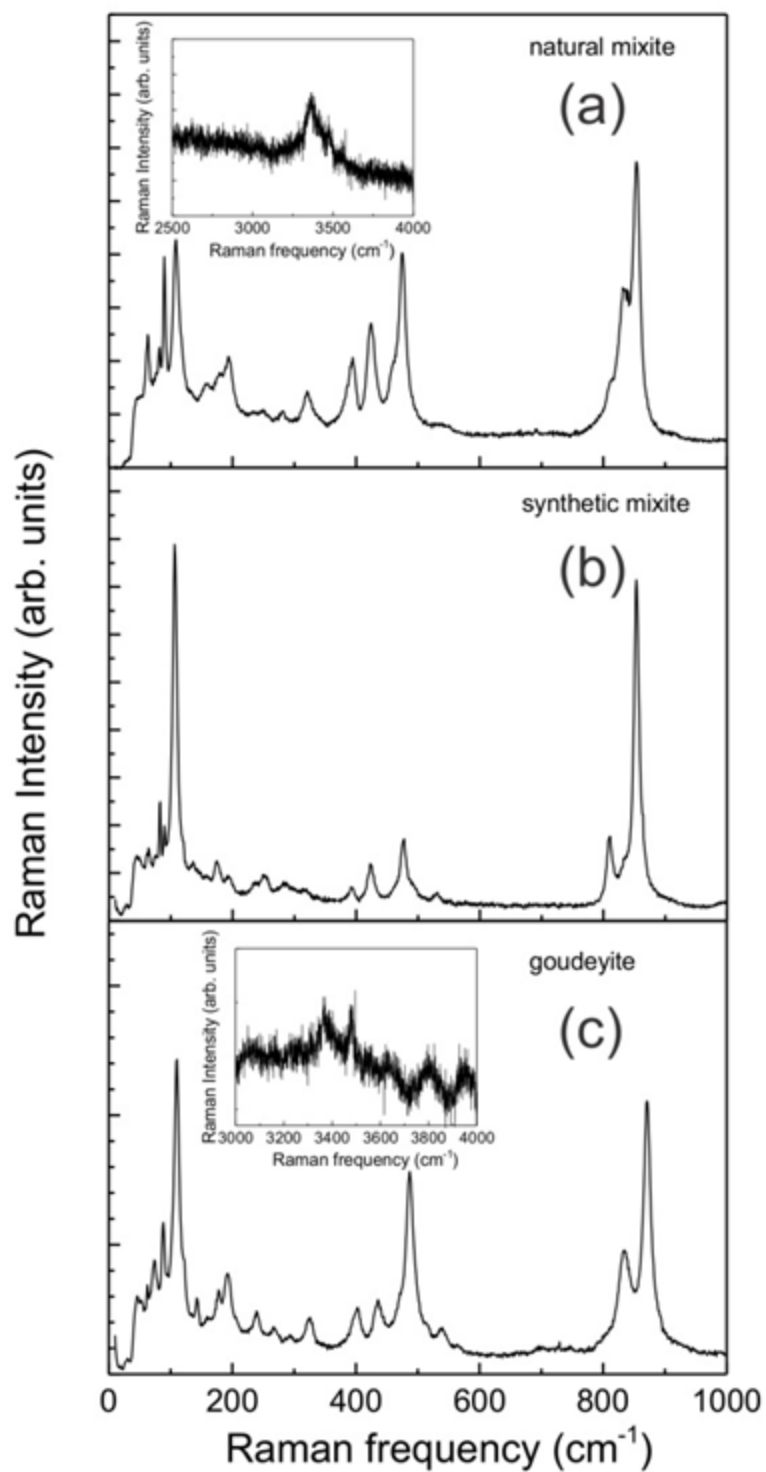 natural mixite
(a)
Raman Intensity (arb. units)
2500 3000 3500 4000
Raman frequency (cm-1)
synthetic mixite
(b)
Raman Intensity (arb. units)
goudeyite
(c)
Raman Intensity (arb. units)
3000 3200 3400 3600 3800 4000
Raman frequency (cm-1)
0 200 400 600 800 1000
Raman frequency (cm-1)